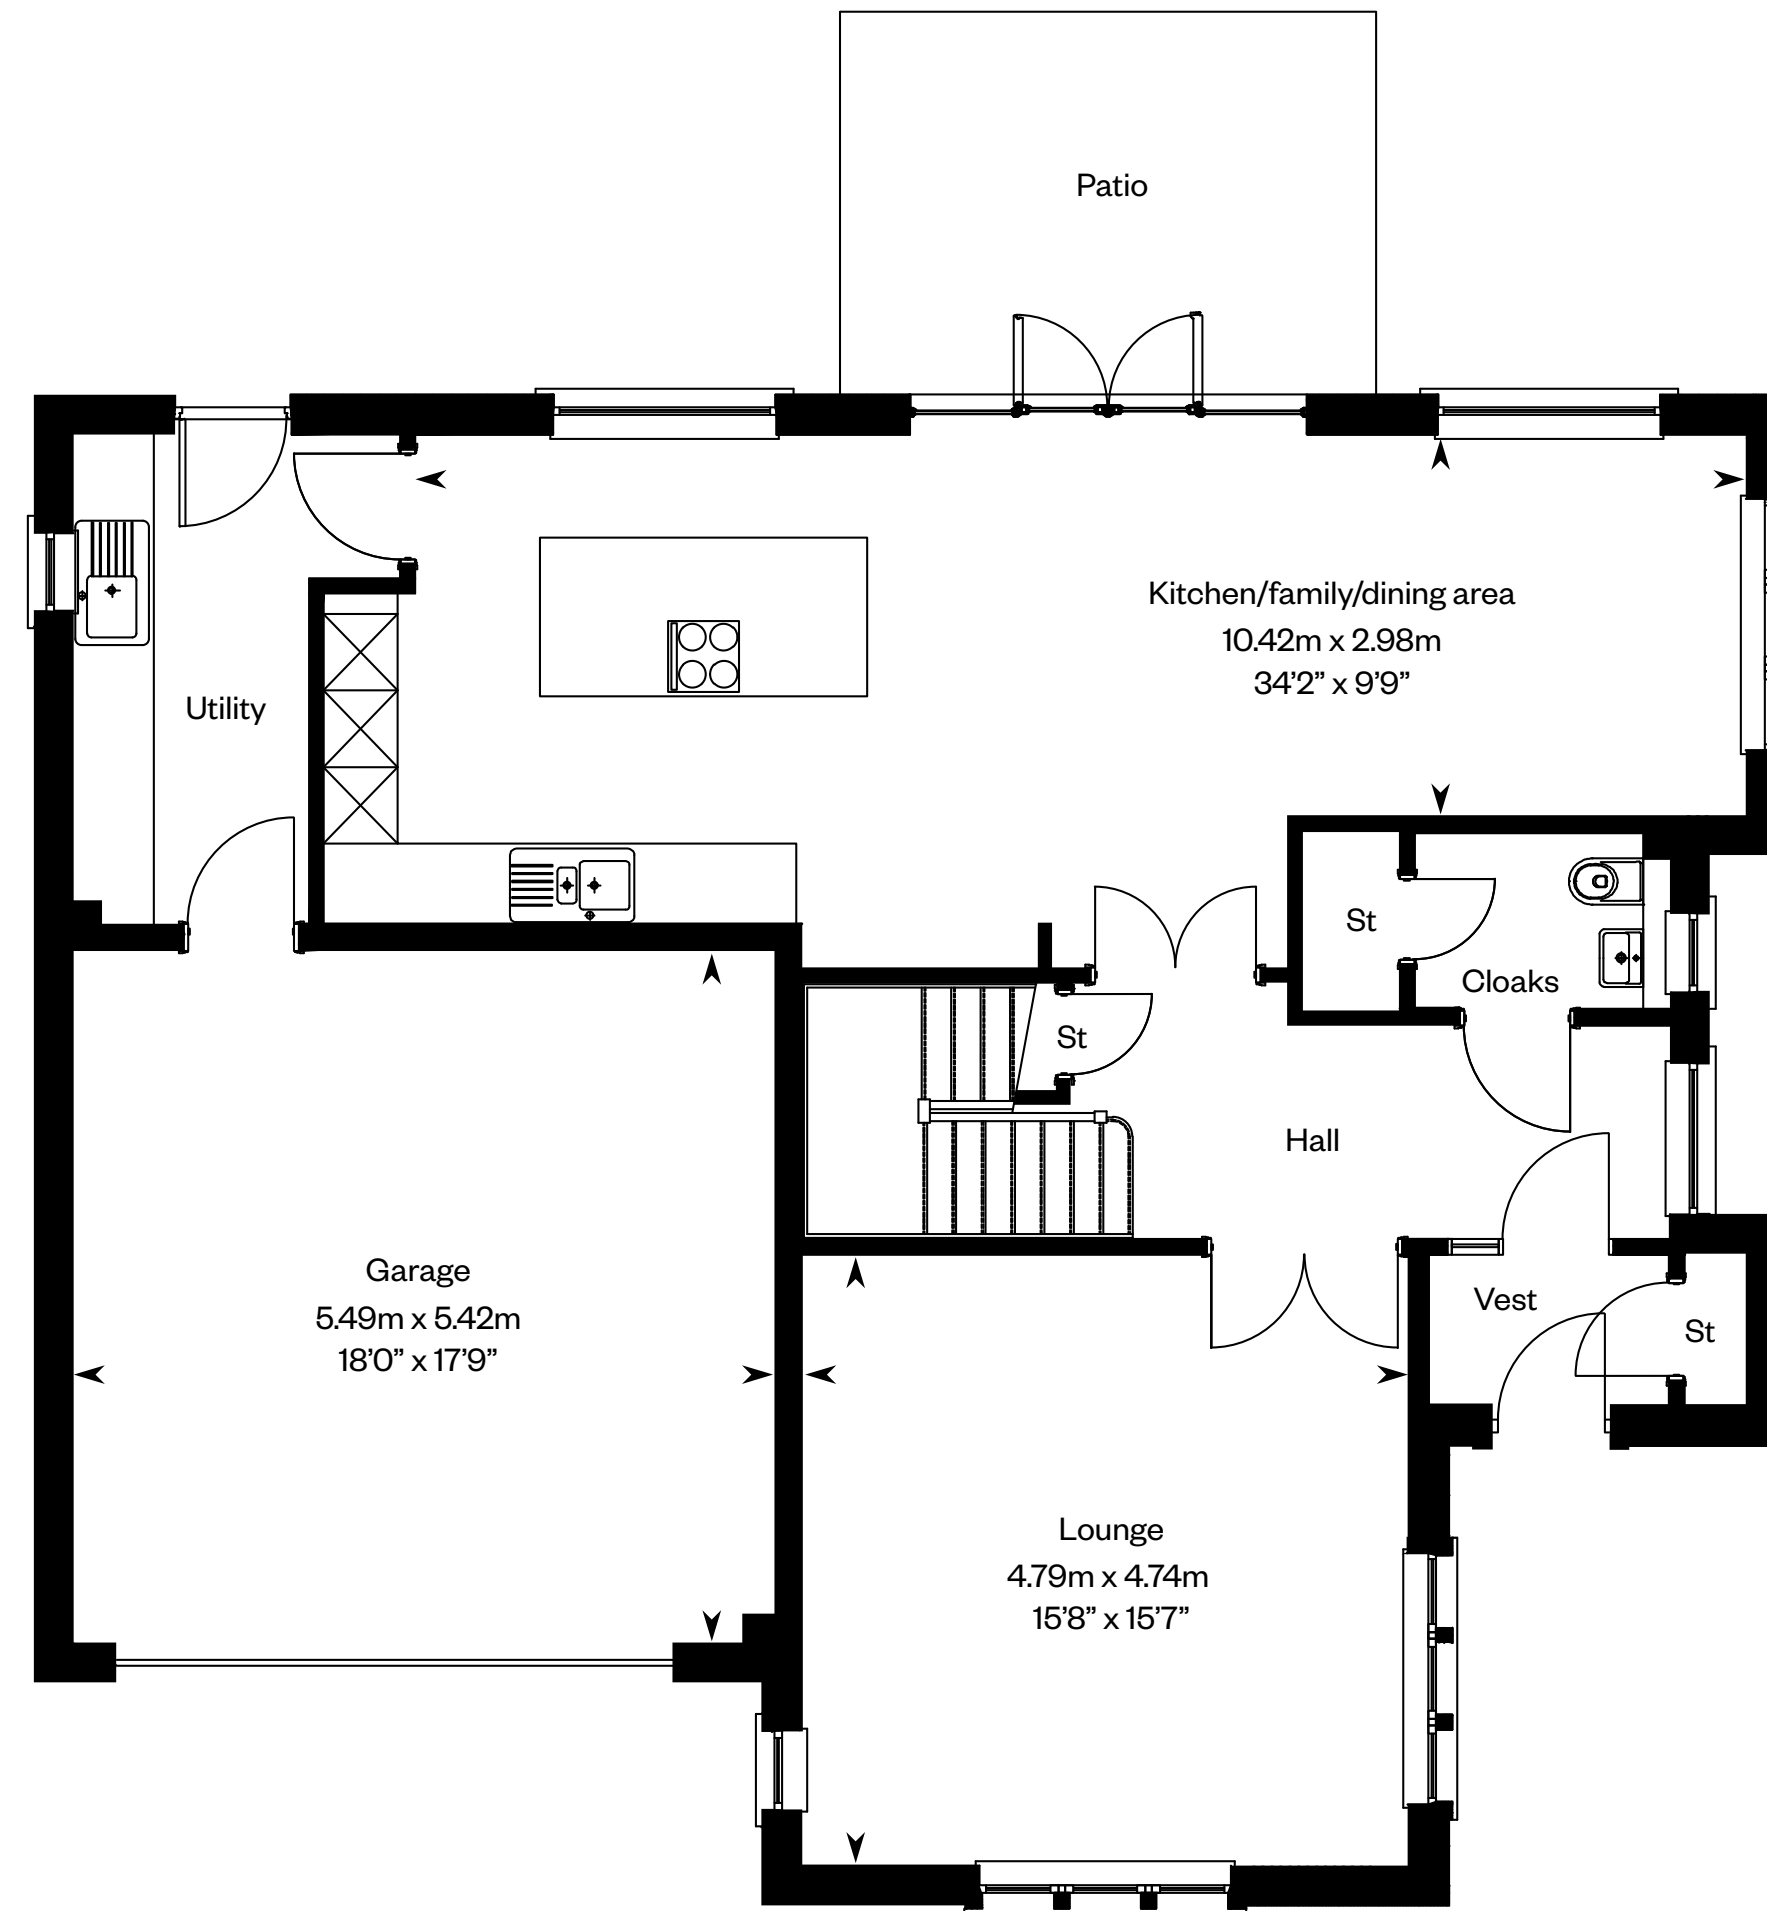 Patio
Kitchen/family/dining area
10.42m x 2.98m
34’2” x 9’9”
Utility
St
Cloaks
St
Hall
Garage
5.49m x 5.42m
18’0” x 17’9”
Vest
St
Lounge
4.79m x 4.74m
15’8” x 15’7”